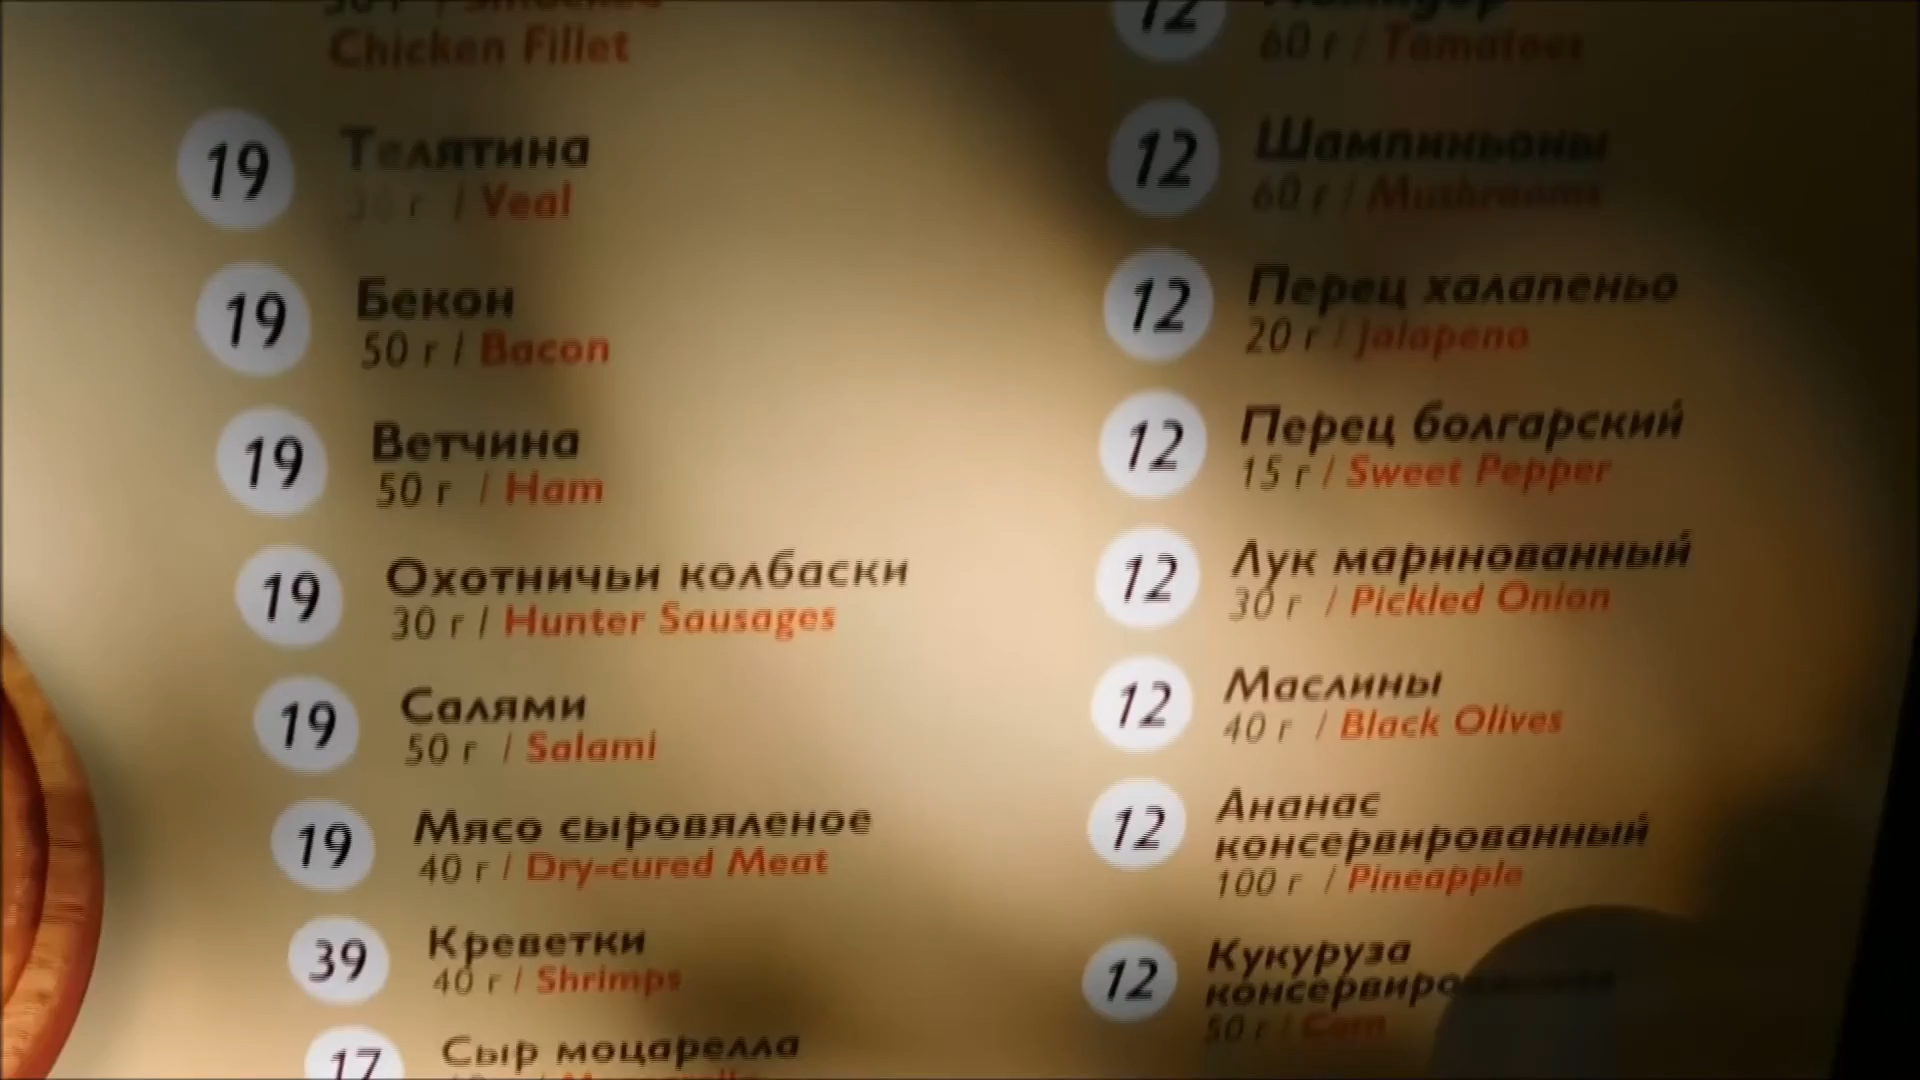 Chicken Fillet
19 Телятина
г / Veal
19 Бекон
50 г / Bacon
19 Ветчина
50 г / Ham
19 Охотничьи колбаски
30 г / Hunter Sausages
19 Салями
50 г / Salami
19 Мясо сыровяленое
40 г / Dry-cured Meat
39 Креветки
40 г / Shrimps
17 Сыр моцарелла
12
60 г / Tomatoes
12 Шампиньоны
60 г / Mushrooms
12 Перец халапеньо
20 г / Jalapeno
12 Перец болгарский
15 г / Sweet Pepper
12 Лук маринованный
30 г / Pickled Onion
12 Маслины
40 г / Black Olives
12 Ананас
консервированный
100 г / Pineapple
12 Кукуруза
50 г / Corn